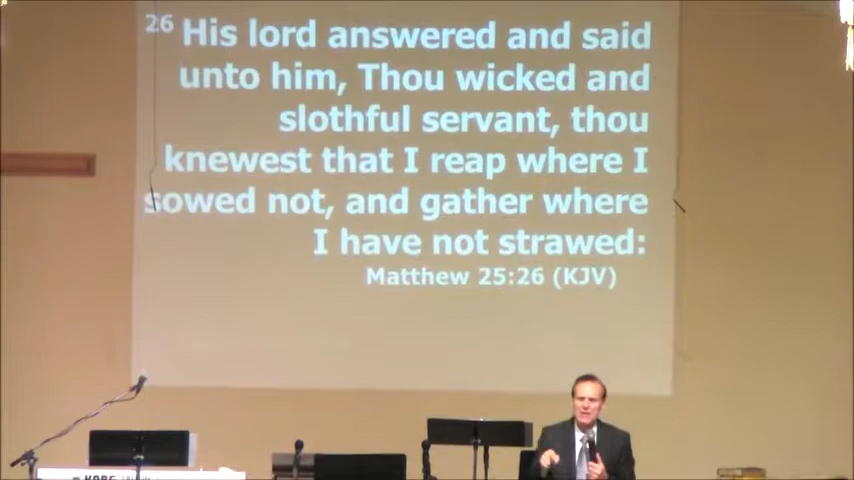 26 His lord answered and said
unto him, Thou wicked and
slothful servant, thou
knewest that I reap where I
sowed not, and gather where
I have not strawed:
Matthew 25:26 (KJV)
KORG